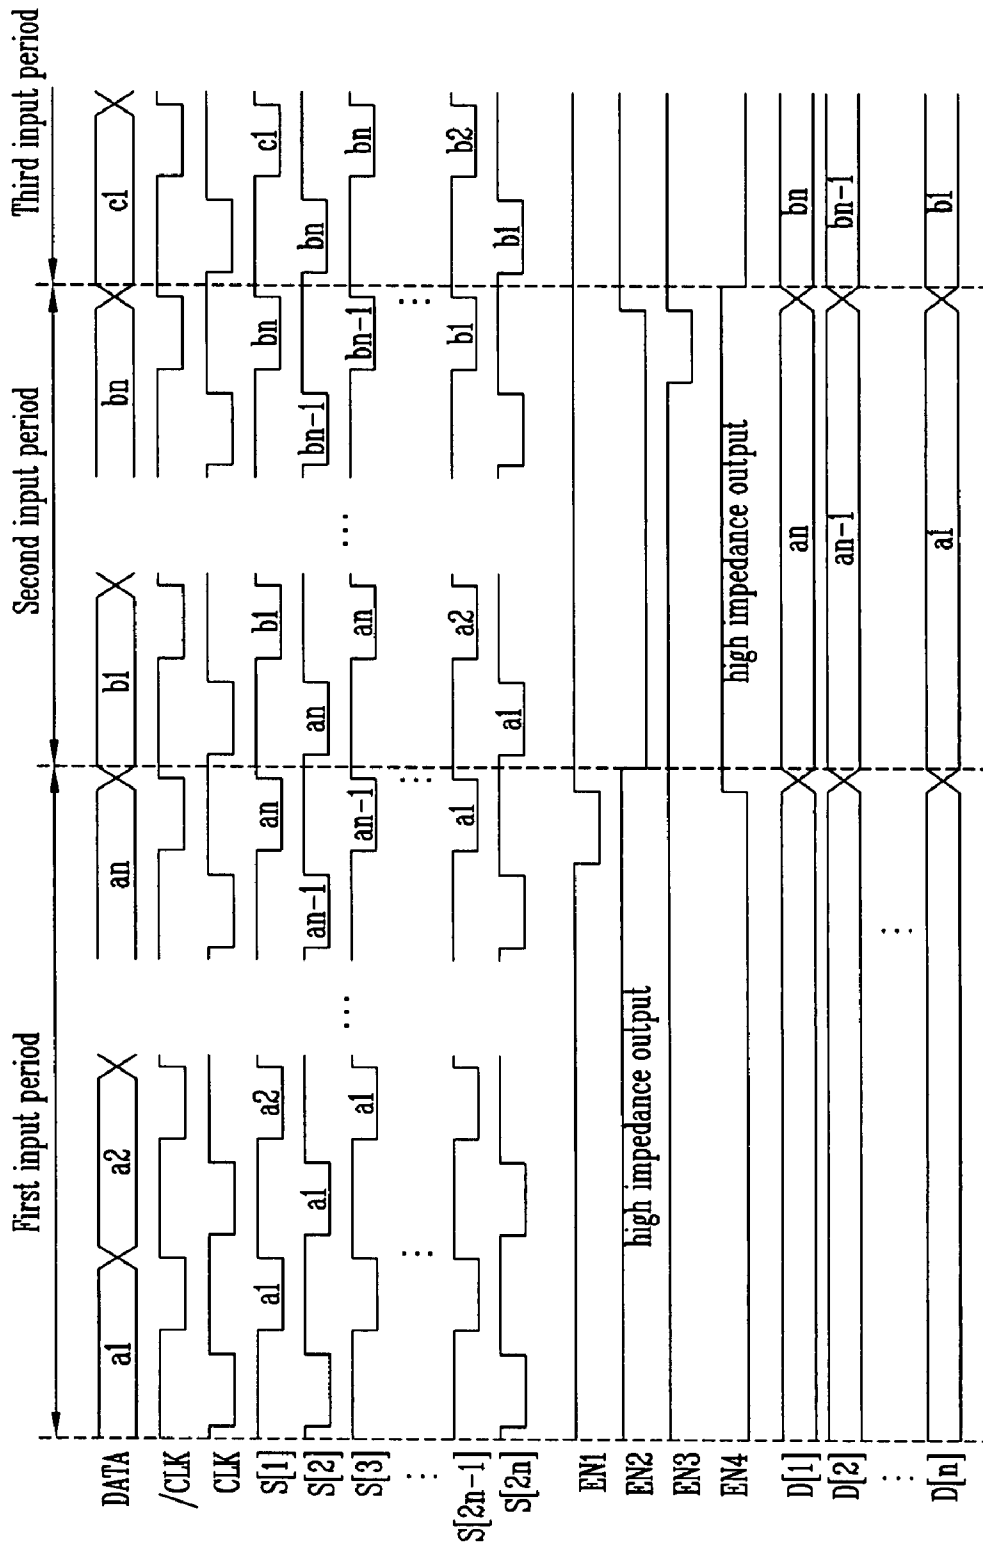 First input period
Second input period
Third input period
DATA a1 a2 an b1 bn c1
/CLK
CLK
S[1] a1 a2 an b1 bn c1
S[2] a1 an-1 an bn-1 bn
S[3] a1 an-1 an bn-1 bn
... ... ...
S[2n-1] a1 a2 b1 b2
S[2n] a1 b1
EN1
EN2 high impedance output
EN3
EN4 high impedance output
D[1] an bn
D[2] an-1 bn-1
... ...
D[n] a1 b1